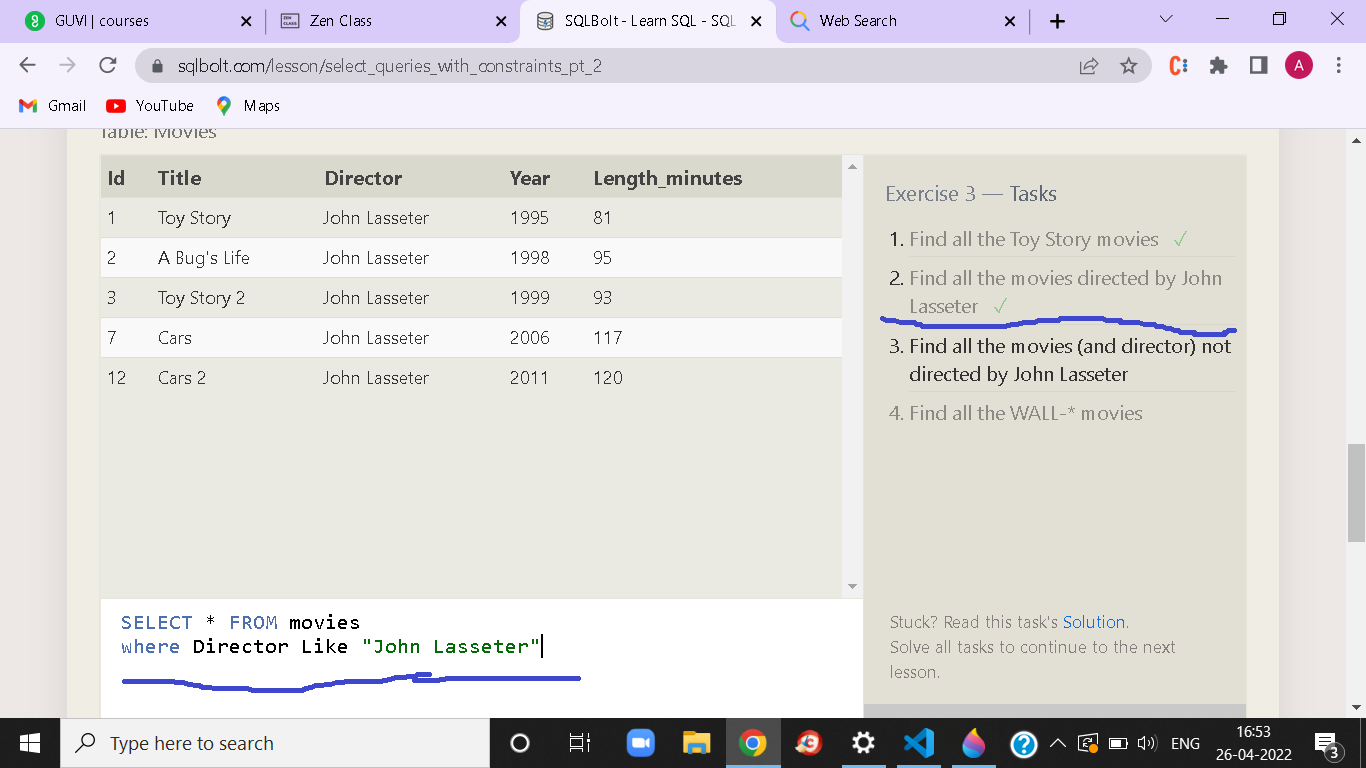 GUVI | courses
Zen Class
SQLBolt - Learn SQL - SQL
Web Search
sqlbolt.com/lesson/select_queries_with_constraints_pt_2
A
Gmail
YouTube
Maps
Table: Movies
Id Title Director Year Length_minutes
1 Toy Story John Lasseter 1995 81
2 A Bug's Life John Lasseter 1998 95
3 Toy Story 2 John Lasseter 1999 93
7 Cars John Lasseter 2006 117
12 Cars 2 John Lasseter 2011 120
Exercise 3 — Tasks
1. Find all the Toy Story movies ✓
2. Find all the movies directed by John
Lasseter ✓
3. Find all the movies (and director) not
directed by John Lasseter
4. Find all the WALL-* movies
SELECT * FROM movies
where Director Like "John Lasseter"
Stuck? Read this task's Solution.
Solve all tasks to continue to the next
lesson.
Type here to search
ENG
16:53
26-04-2022
3